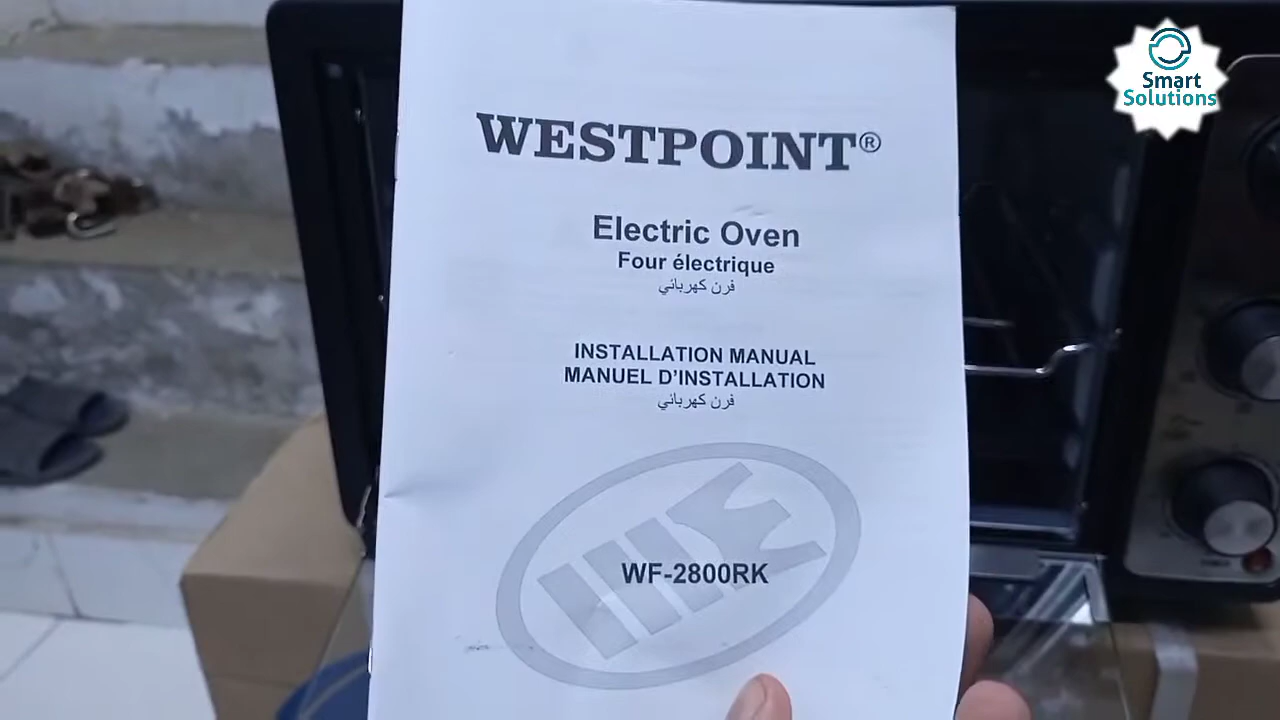 WESTPOINT®
Electric Oven
Four électrique
فرن كهربائي
INSTALLATION MANUAL
MANUEL D'INSTALLATION
فرن كهربائي
WF-2800RK
Smart
Solutions